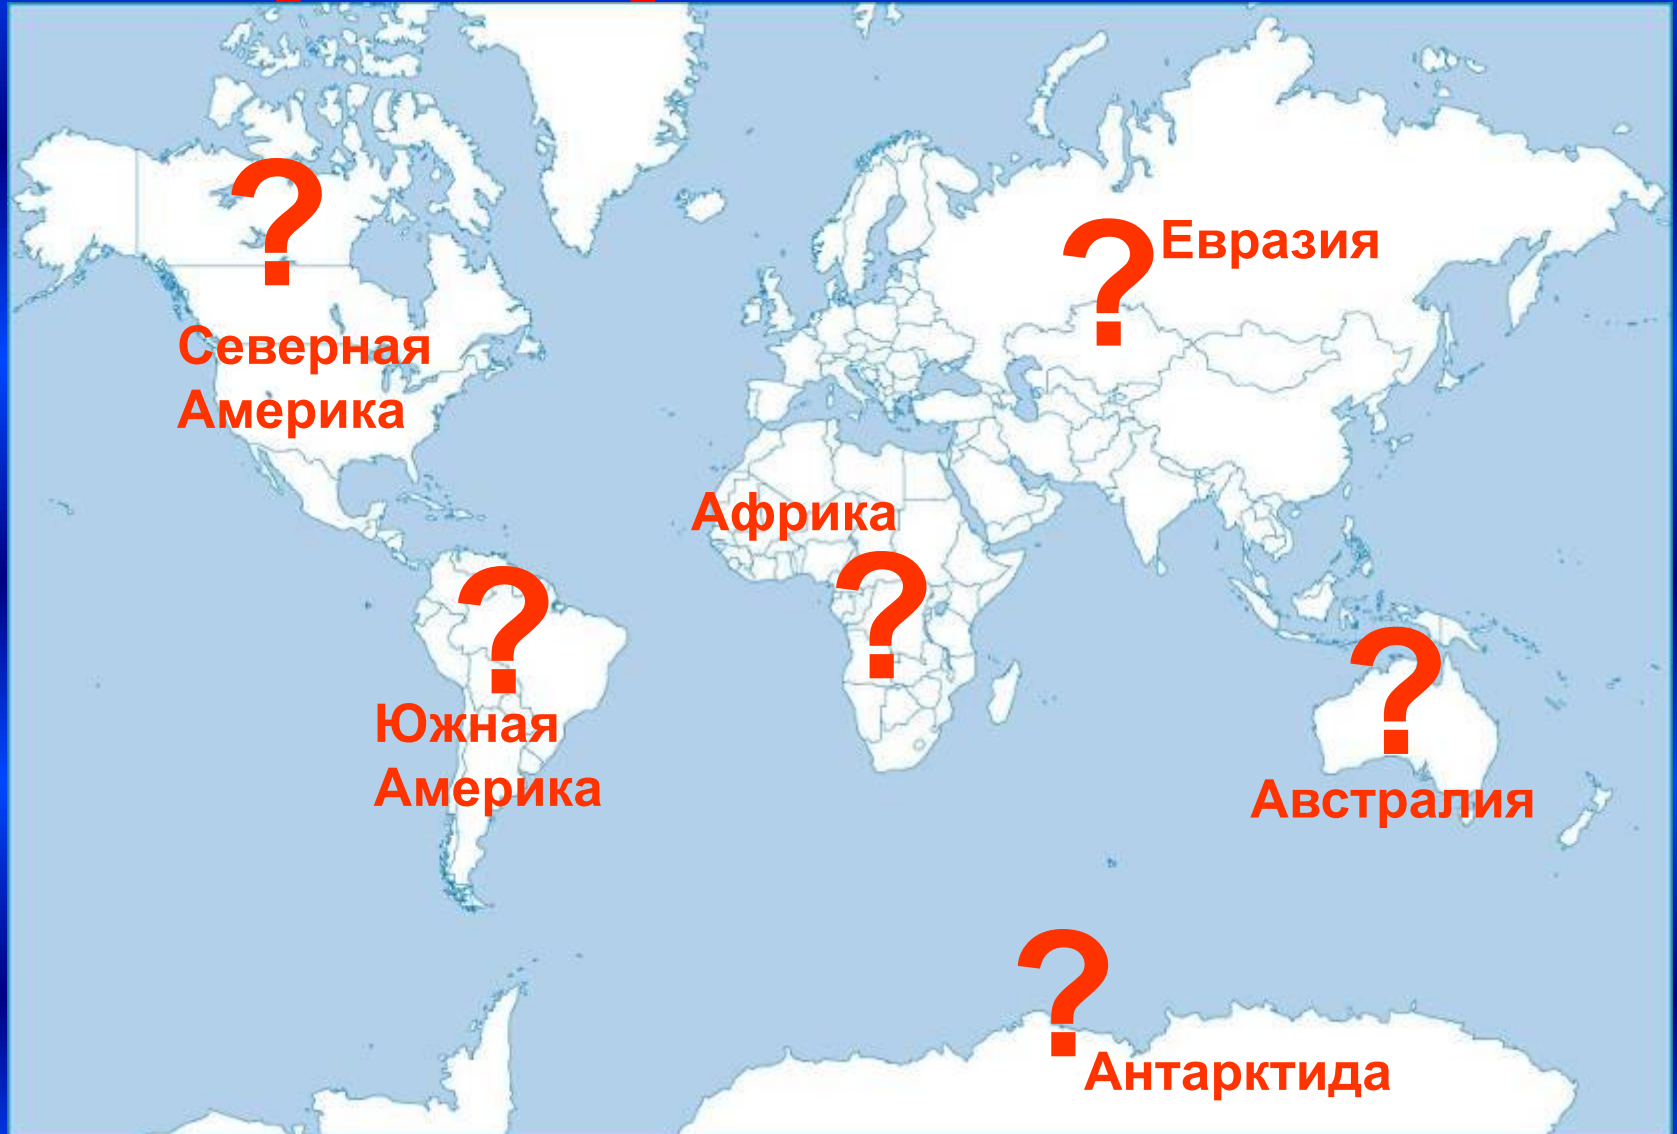 ?
? Евразия
Северная
Америка
Африка
?
?
?
Южная
Америка
Австралия
?
Антарктида